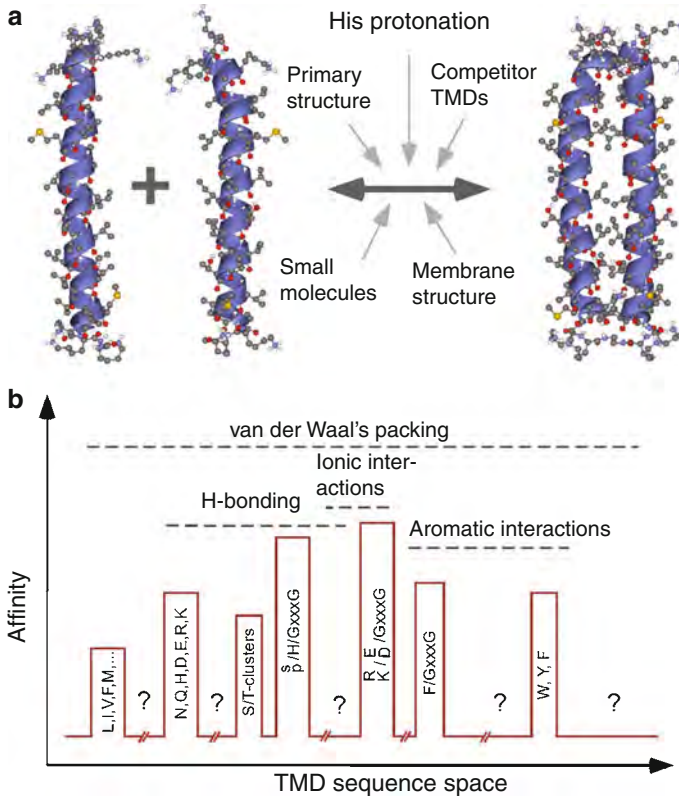 a
His protonation
Primary
structure
Competitor
TMDs
Small
molecules
Membrane
structure
b
van der Waal's packing
Ionic inter-
actions
H-bonding
Aromatic interactions
Affinity
L,I,V,F,M,...
?
N,Q,H,D,E,R,K
?
S/T-clusters
S
P/H/GxxxG
?
R E
K/D/GxxxG
F/GxxxG
?
W, Y, F
?
TMD sequence space